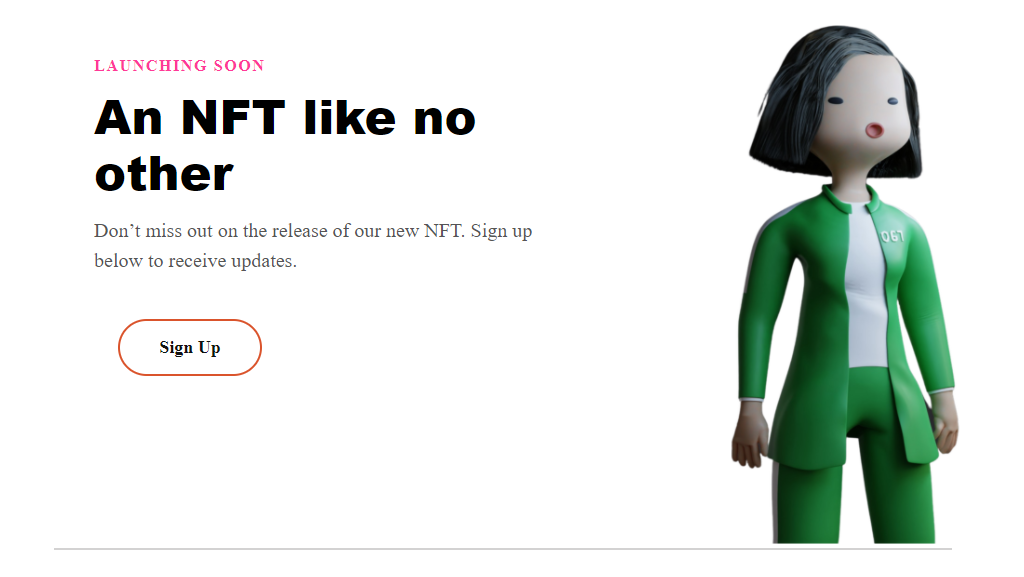 LAUNCHING SOON
An NFT like no
other
Don’t miss out on the release of our new NFT. Sign up
below to receive updates.
Sign Up
067